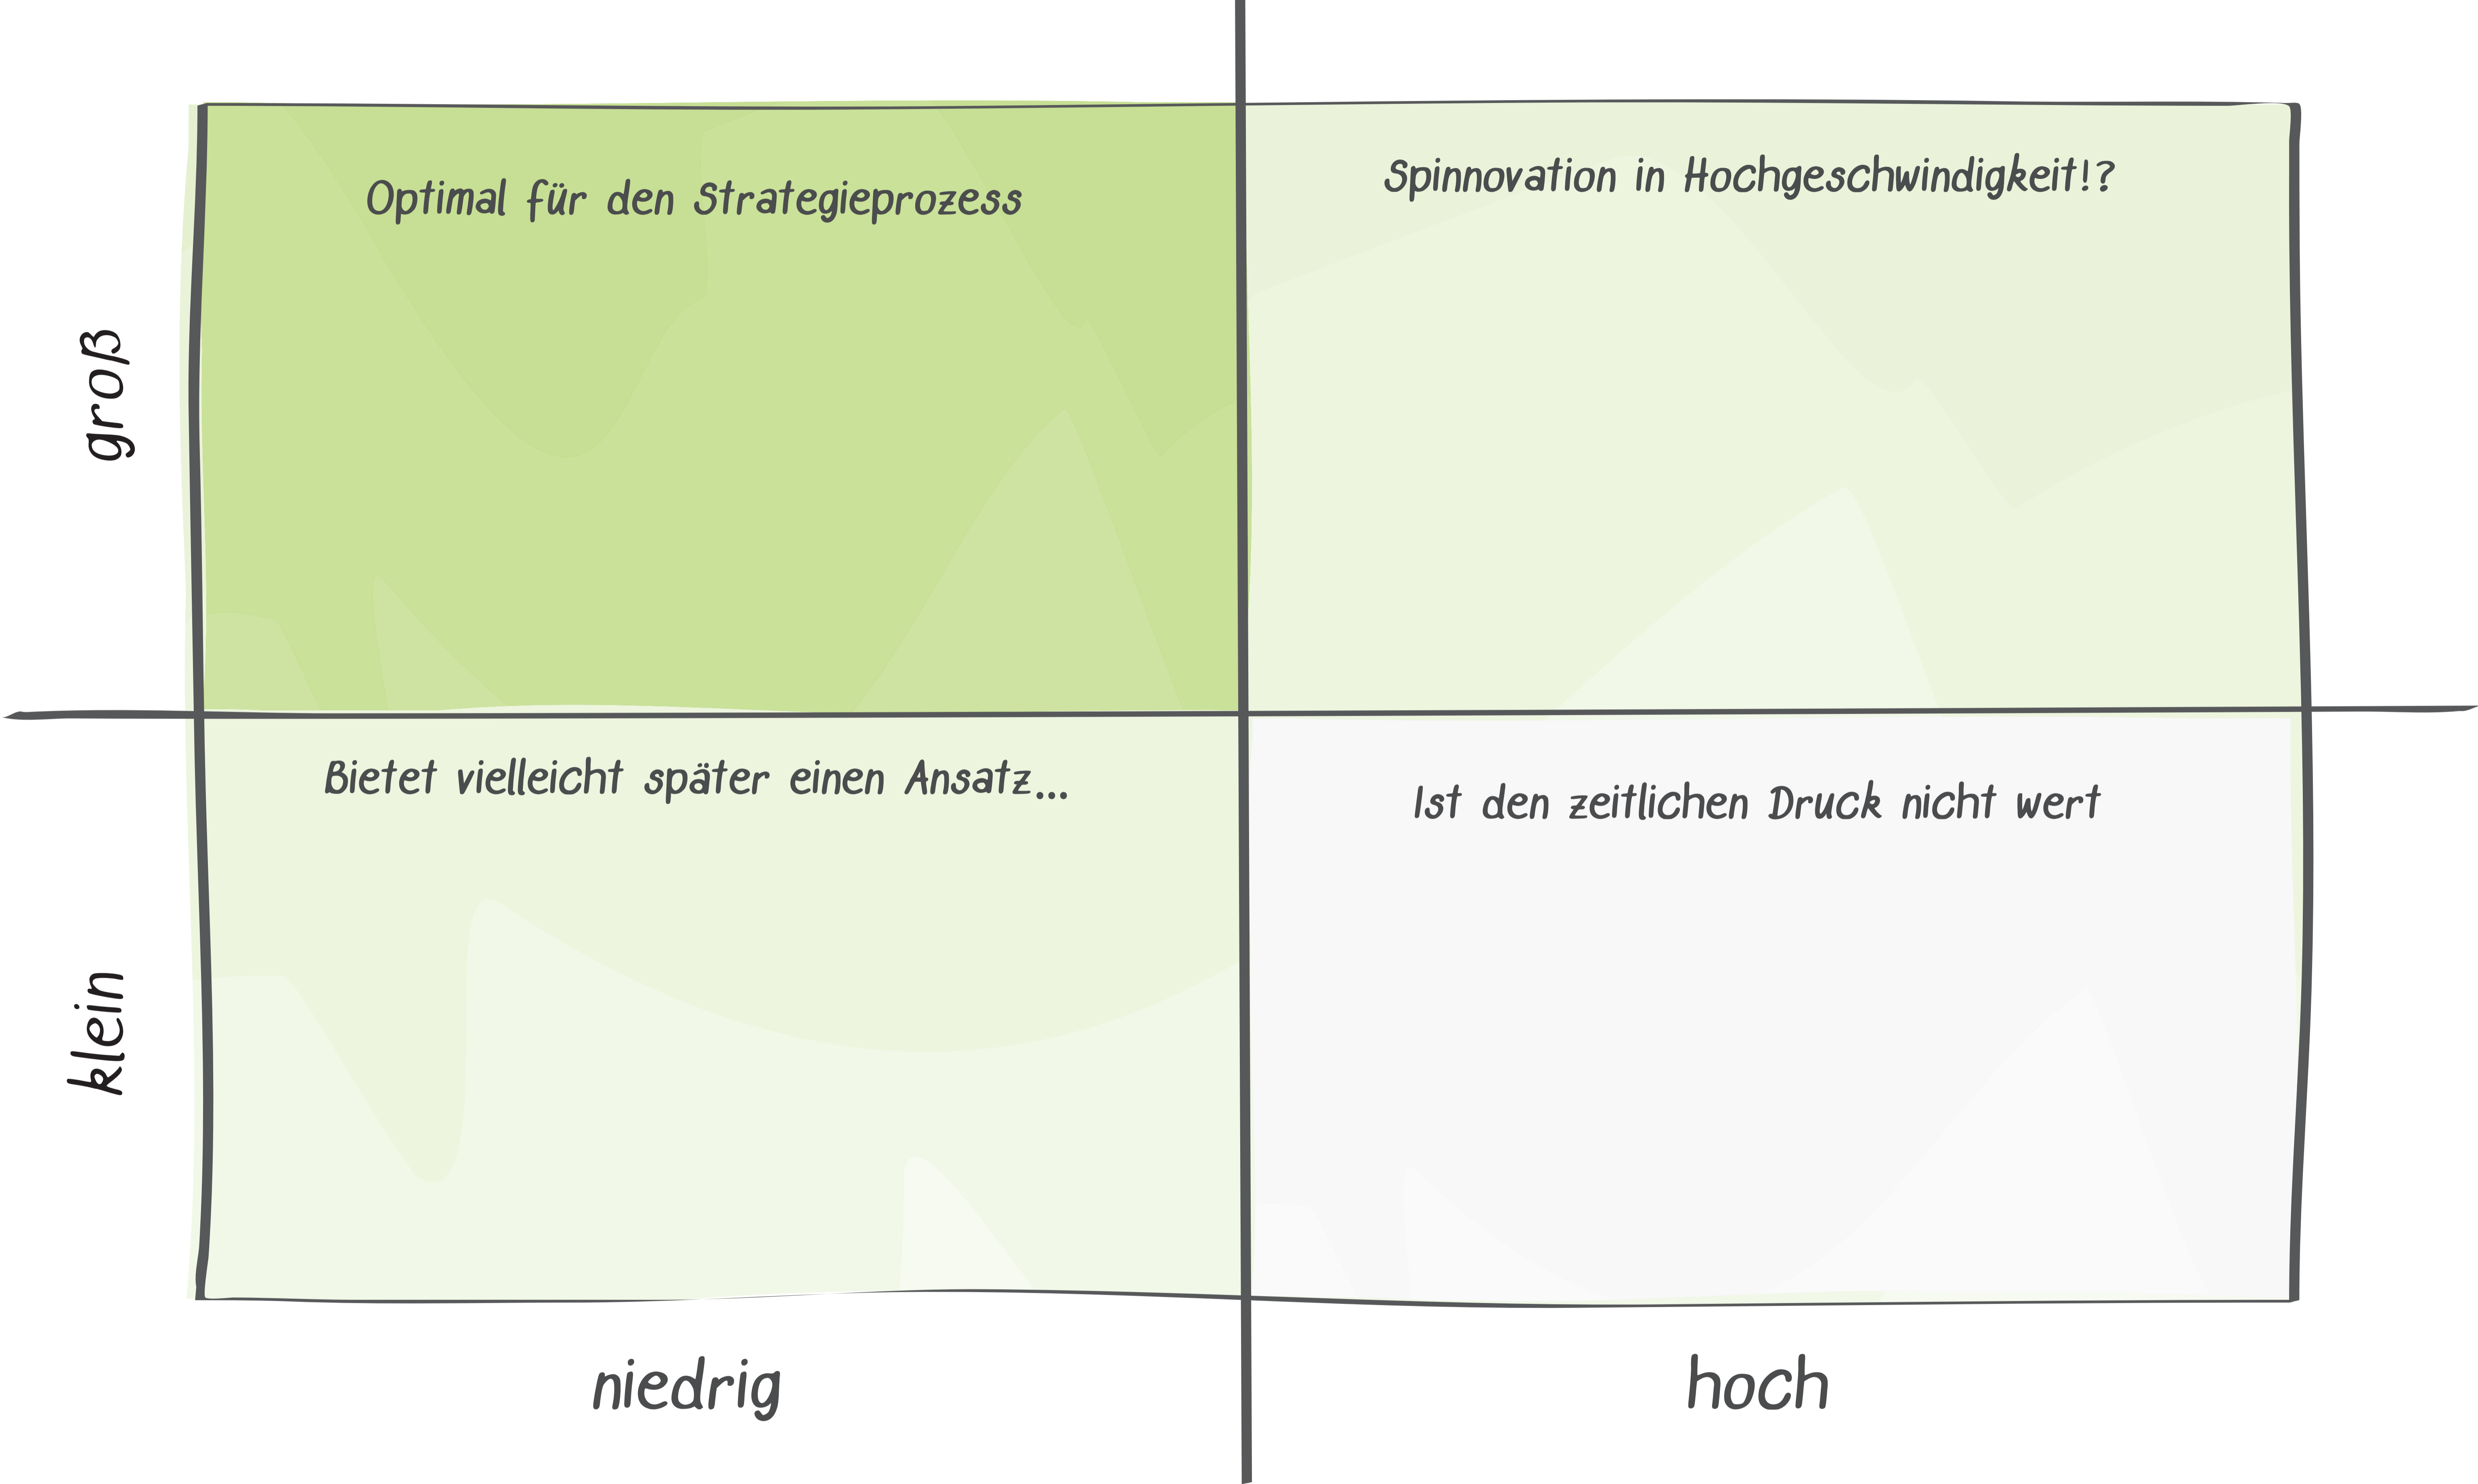 Optimal für den Strategieprozess
Spinnovation in Hochgeschwindigkeit!?
groß
Bietet vielleicht später einen Ansatz...
Ist den zeitlichen Druck nicht wert
klein
niedrig
hoch